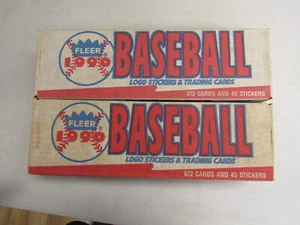 FLEER
1990
BASEBALL
LOGO STICKERS & TRADING CARDS
672 CARDS AND 45 STICKERS
FLEER
1990
BASEBALL
LOGO STICKERS & TRADING CARDS
672 CARDS AND 45 STICKERS